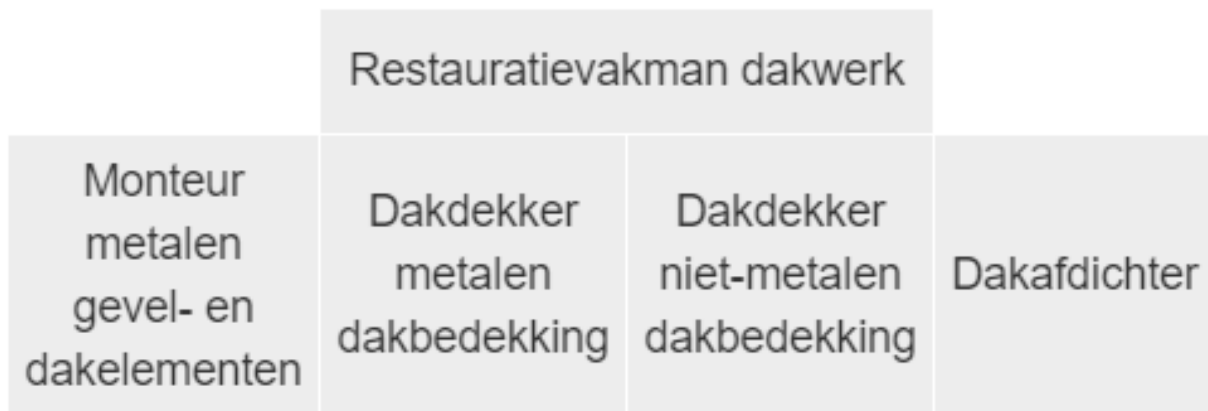 Restauratievakman dakwerk
Monteur
metalen
gevel- en
dakelementen
Dakdekker
metalen
dakbedekking
Dakdekker
niet-metalen
dakbedekking
Dakafdichter